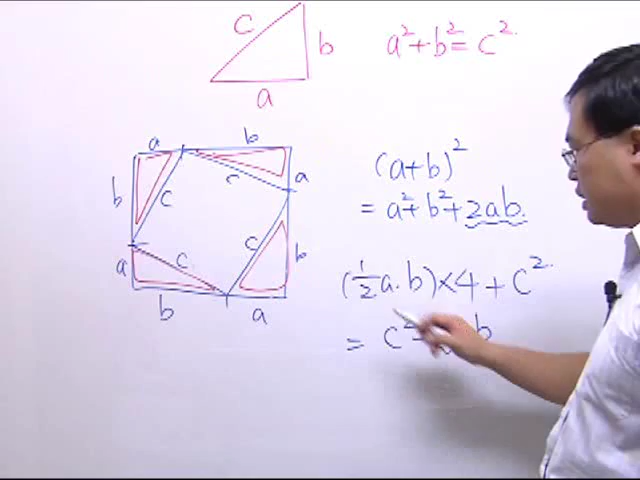 c
b
a
a² + b² = c²
a b
b c c a
(a+b)²
= a² + b² + 2ab
a c c b
b a
(½a·b)×4 + c²
= c² b